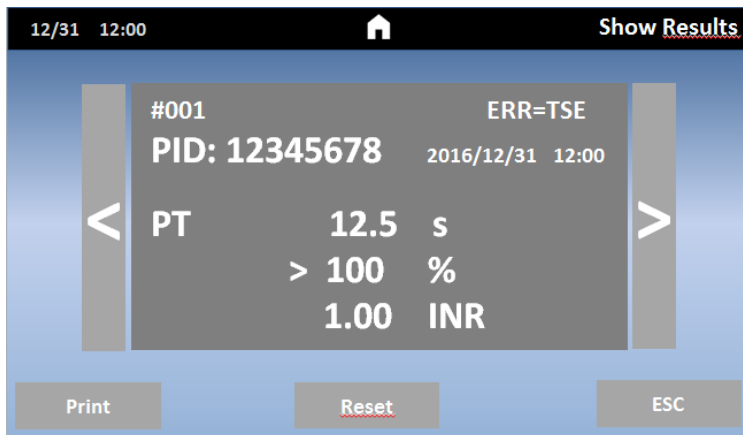 12/31 12:00 Show Results
#001 ERR=TSE
PID: 12345678 2016/12/31 12:00
< PT 12.5 s >
> 100 %
1.00 INR
Print Reset ESC